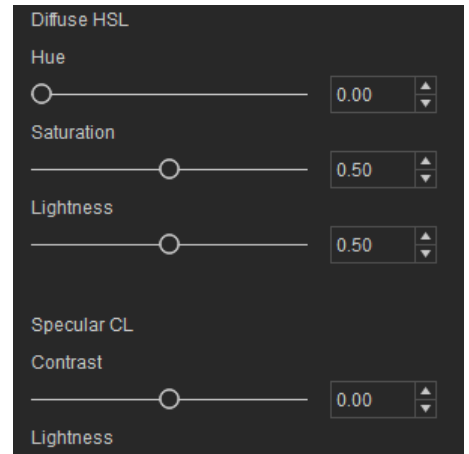 Diffuse HSL
Hue
0.00
Saturation
0.50
Lightness
0.50
Specular CL
Contrast
0.00
Lightness